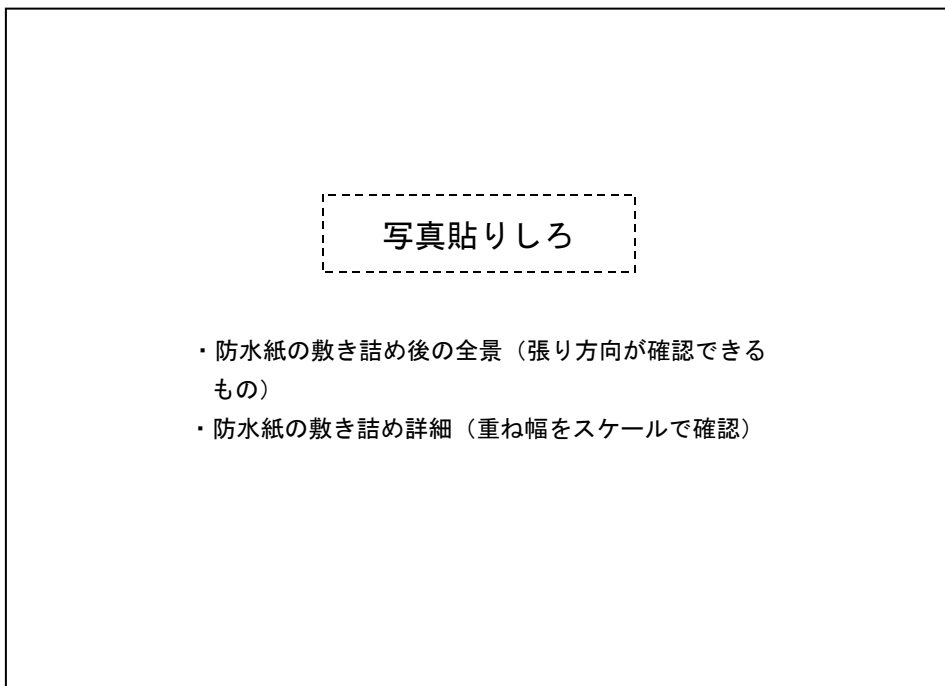 写真貼りしろ
・防水紙の敷き詰め後の全景（張り方向が確認できる
もの）
・防水紙の敷き詰め詳細（重ね幅をスケールで確認）